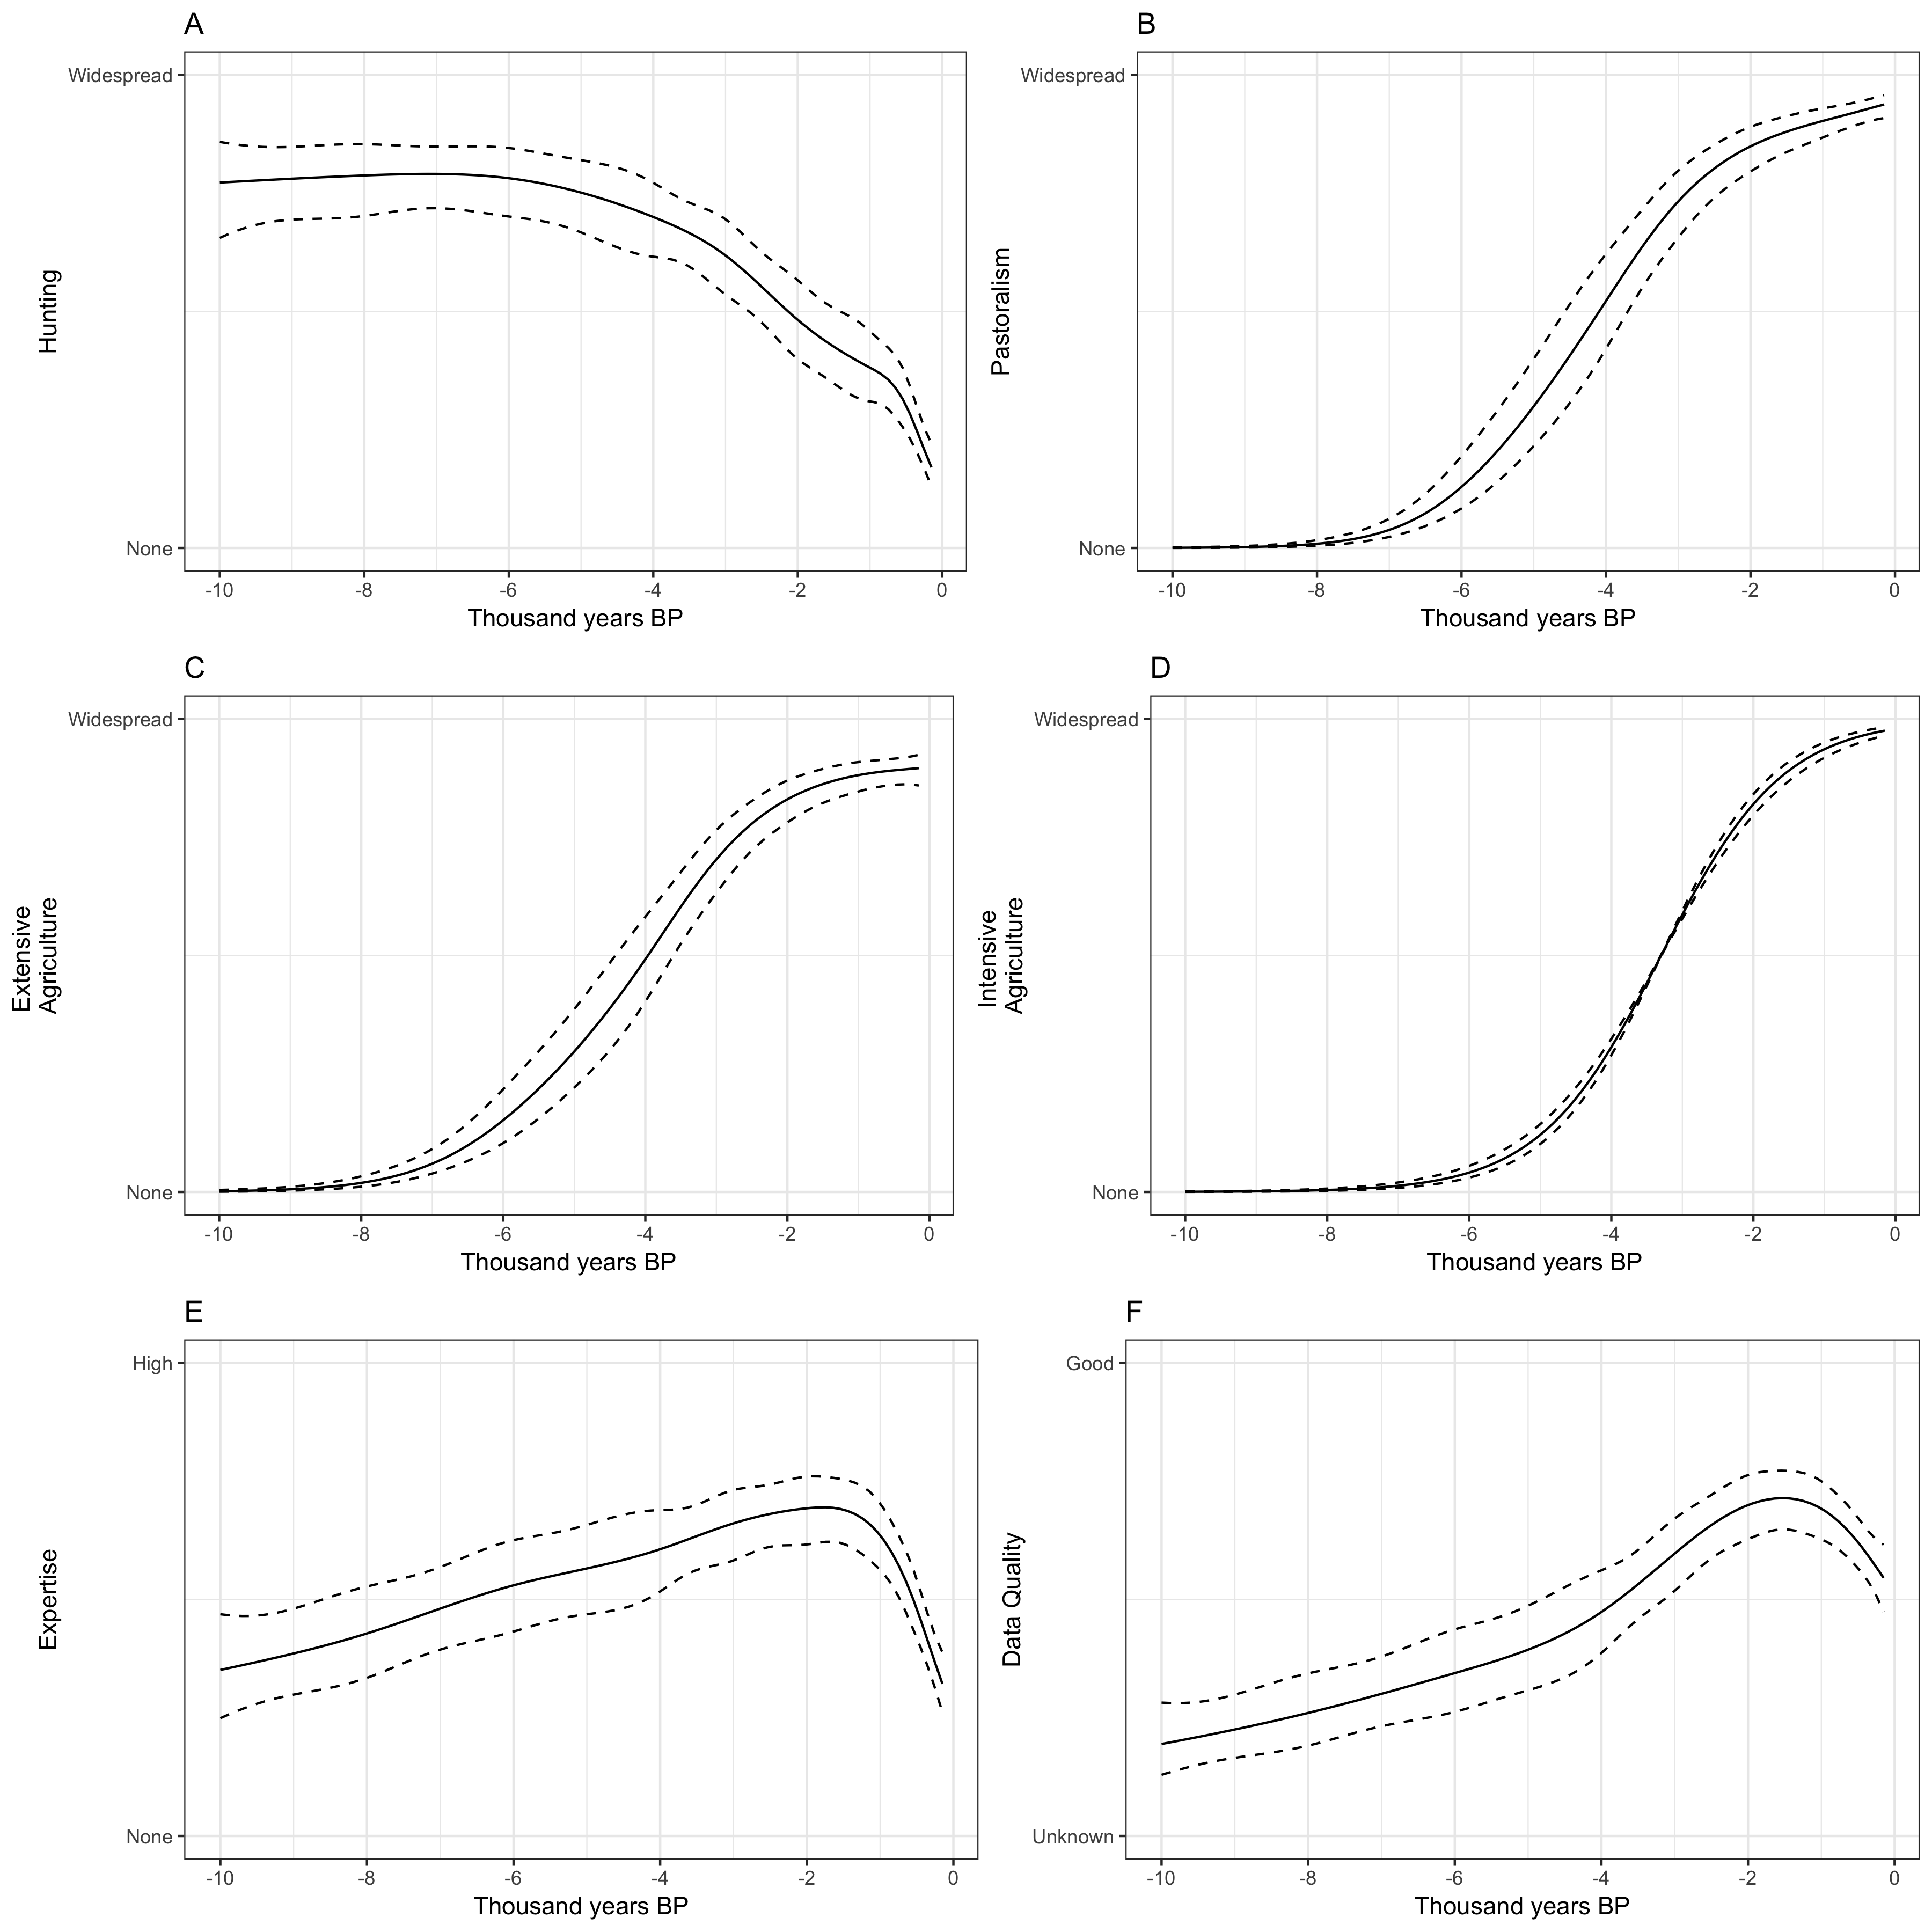 A
Widespread
Hunting
None
-10 -8 -6 -4 -2 0
Thousand years BP
B
Widespread
Pastoralism
None
-10 -8 -6 -4 -2 0
Thousand years BP
C
Widespread
Extensive
Agriculture
None
-10 -8 -6 -4 -2 0
Thousand years BP
D
Widespread
Intensive
Agriculture
None
-10 -8 -6 -4 -2 0
Thousand years BP
E
High
Expertise
None
-10 -8 -6 -4 -2 0
Thousand years BP
F
Good
Data Quality
Unknown
-10 -8 -6 -4 -2 0
Thousand years BP